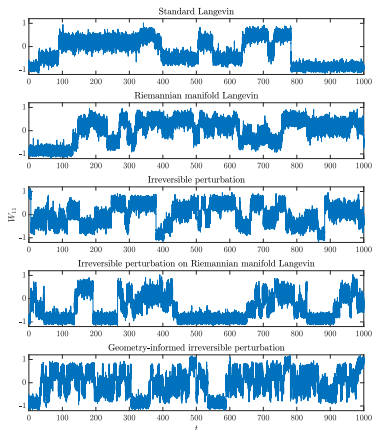 Standard Langevin
1
0
−1
0 100 200 300 400 500 600 700 800 900 1000
Riemannian manifold Langevin
1
0
−1
0 100 200 300 400 500 600 700 800 900 1000
Irreversible perturbation
1
0
−1
W₁₁
0 100 200 300 400 500 600 700 800 900 1000
Irreversible perturbation on Riemannian manifold Langevin
1
0
−1
0 100 200 300 400 500 600 700 800 900 1000
Geometry-informed irreversible perturbation
1
0
−1
0 100 200 300 400 500 600 700 800 900 1000
t